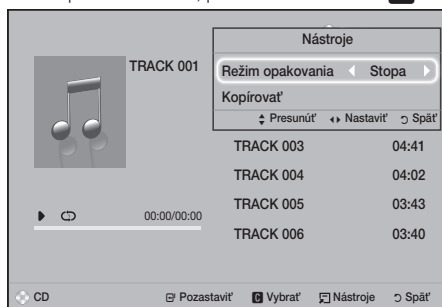 Nástroje
TRACK 001
Režim opakovania Stopa
Kopírovať
Presunúť Nastaviť Späť
TRACK 003 04:41
TRACK 004 04:02
TRACK 005 03:43
00:00/00:00
TRACK 006 03:40
CD Pozastaviť C Vybrať Nástroje Späť